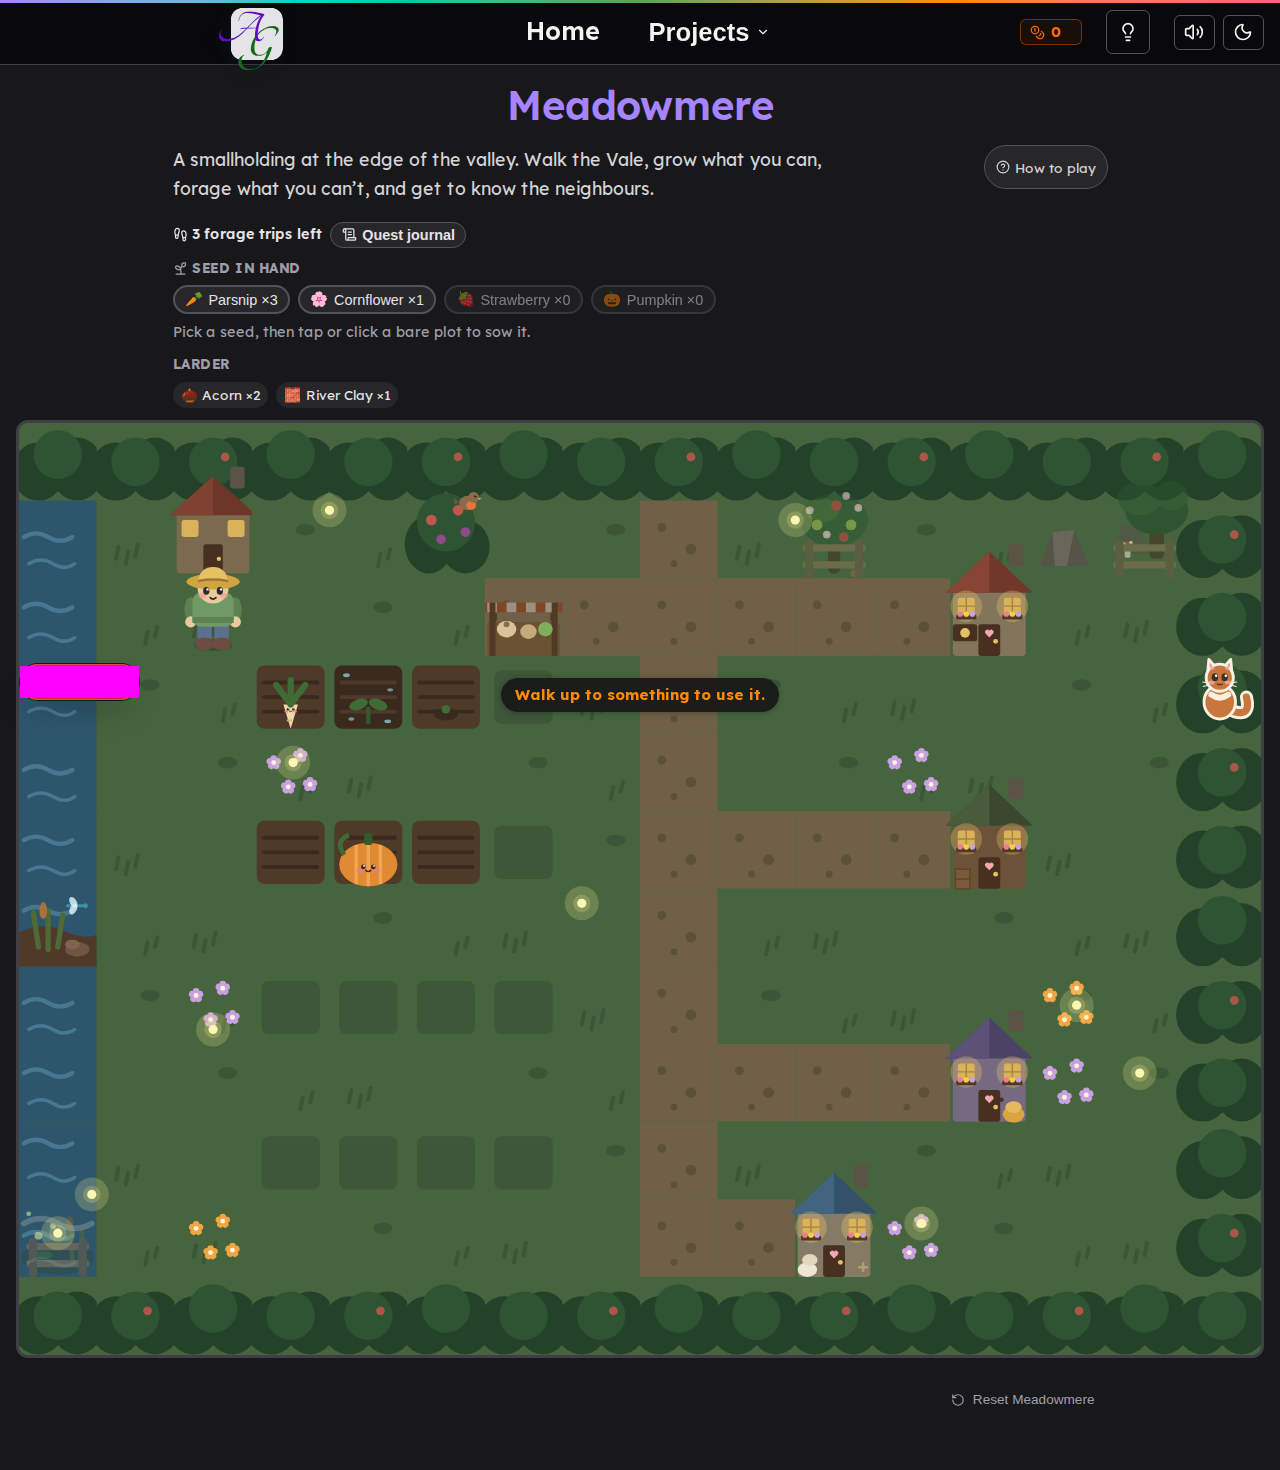 AG
Home
Projects
0
Meadowmere
A smallholding at the edge of the valley. Walk the Vale, grow what you can,
forage what you can’t, and get to know the neighbours.
How to play
3 forage trips left
Quest journal
SEED IN HAND
Parsnip ×3
Cornflower ×1
Strawberry ×0
Pumpkin ×0
Pick a seed, then tap or click a bare plot to sow it.
LARDER
Acorn ×2
River Clay ×1
Walk up to something to use it.
Reset Meadowmere